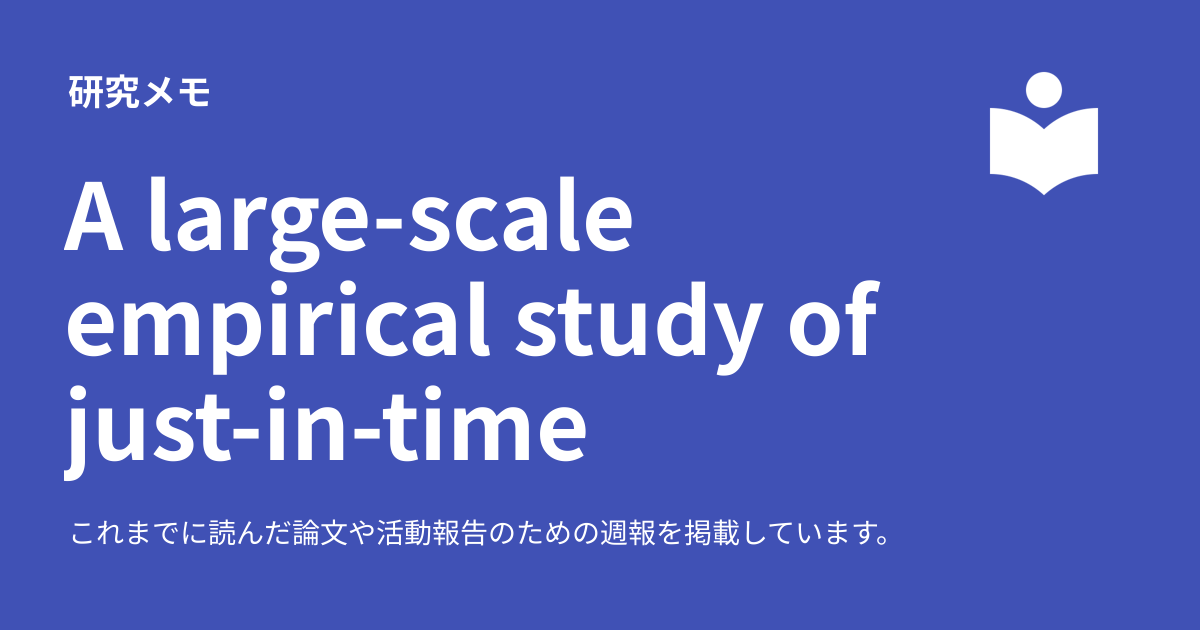 研究メモ
A large-scale
empirical study of
just-in-time
これまでに読んだ論文や活動報告のための週報を掲載しています。